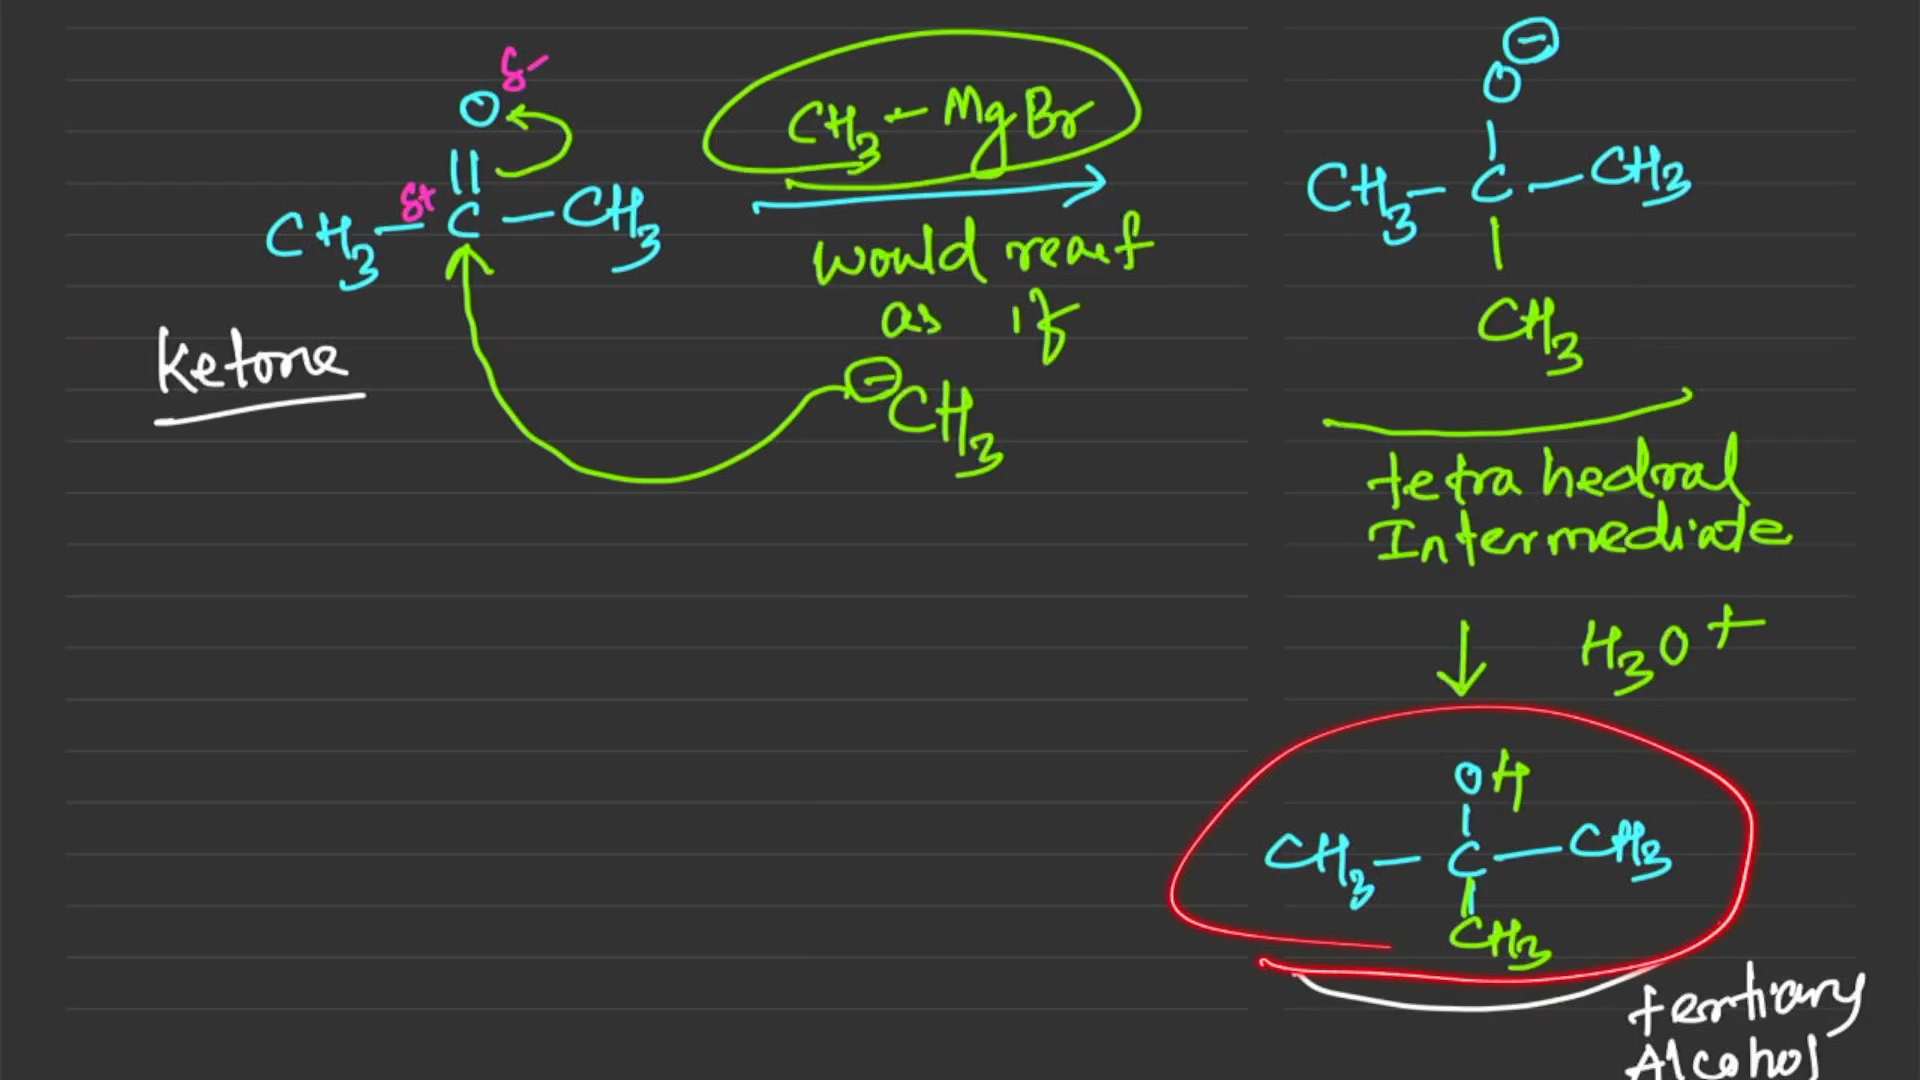 δ-
O
||
CH₃ - δ+ C - CH₃
Ketone
CH₃ - MgBr
would react
as if
⊖CH₃
⊖
O
|
CH₃ - C - CH₃
|
CH₃
tetrahedral
Intermediate
↓ H₃O+
OH
|
CH₃ - C - CH₃
|
CH₃
tertiary
Alcohol